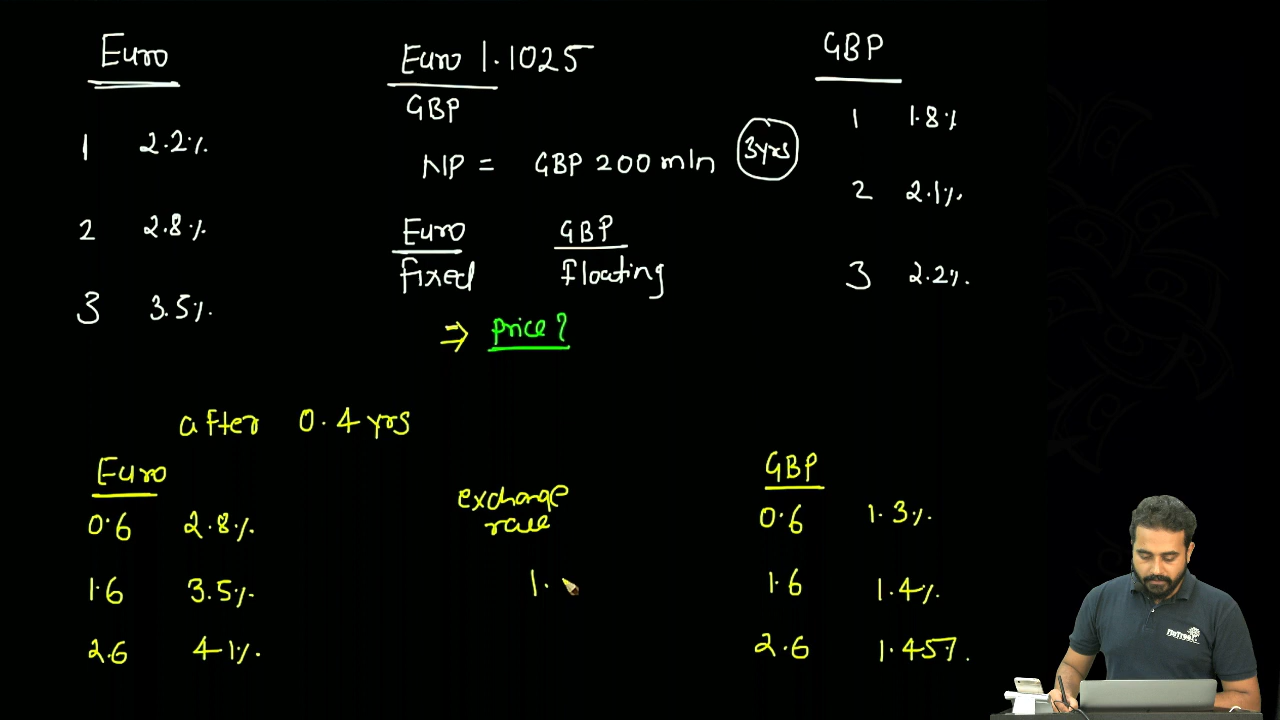 Euro
1 2.2%
2 2.8%
3 3.5%
Euro 1.1025
GBP
NP = GBP 200 mln 3yrs
Euro GBP
fixed floating
⇒ Price?
GBP
1 1.8%
2 2.1%
3 2.2%
after 0.4 yrs
Euro
0.6 2.8%
1.6 3.5%
2.6 4.1%
exchange
rate
1.
GBP
0.6 1.3%
1.6 1.4%
2.6 1.45%